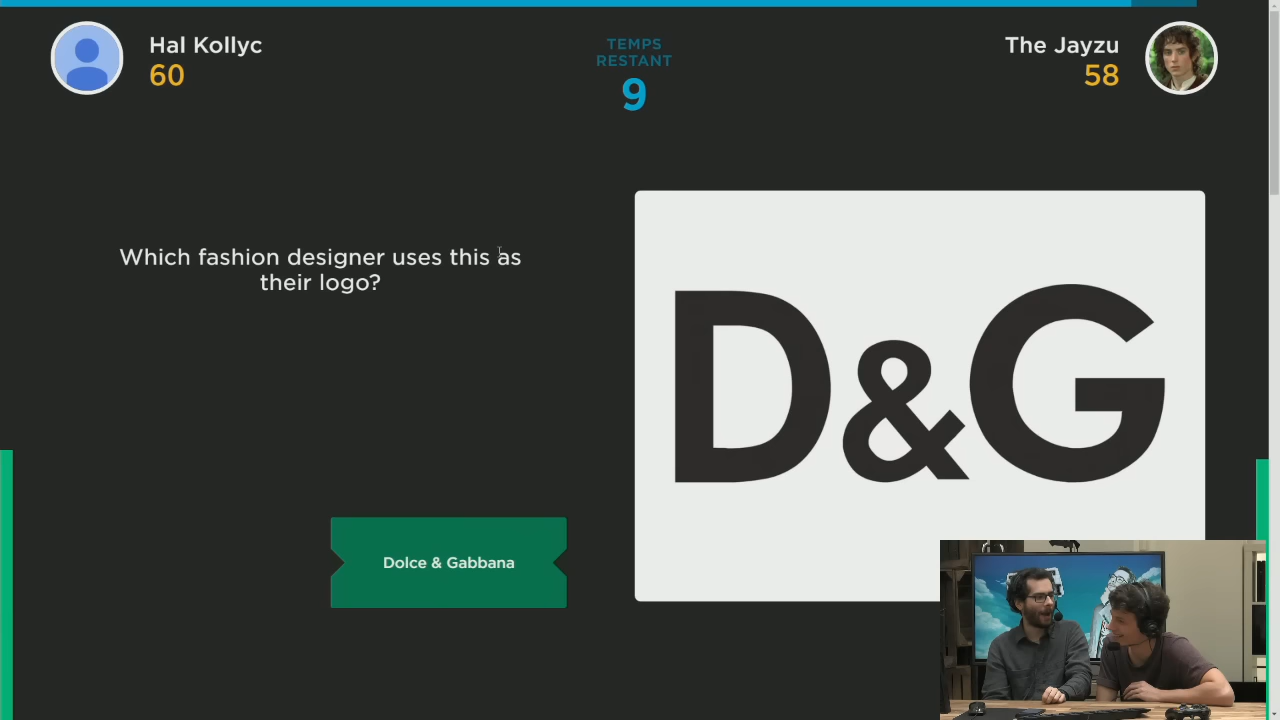 Hal Kollyc
60
TEMPS
RESTANT
9
The Jayzu
58
Which fashion designer uses this as
their logo?
D&G
Dolce & Gabbana